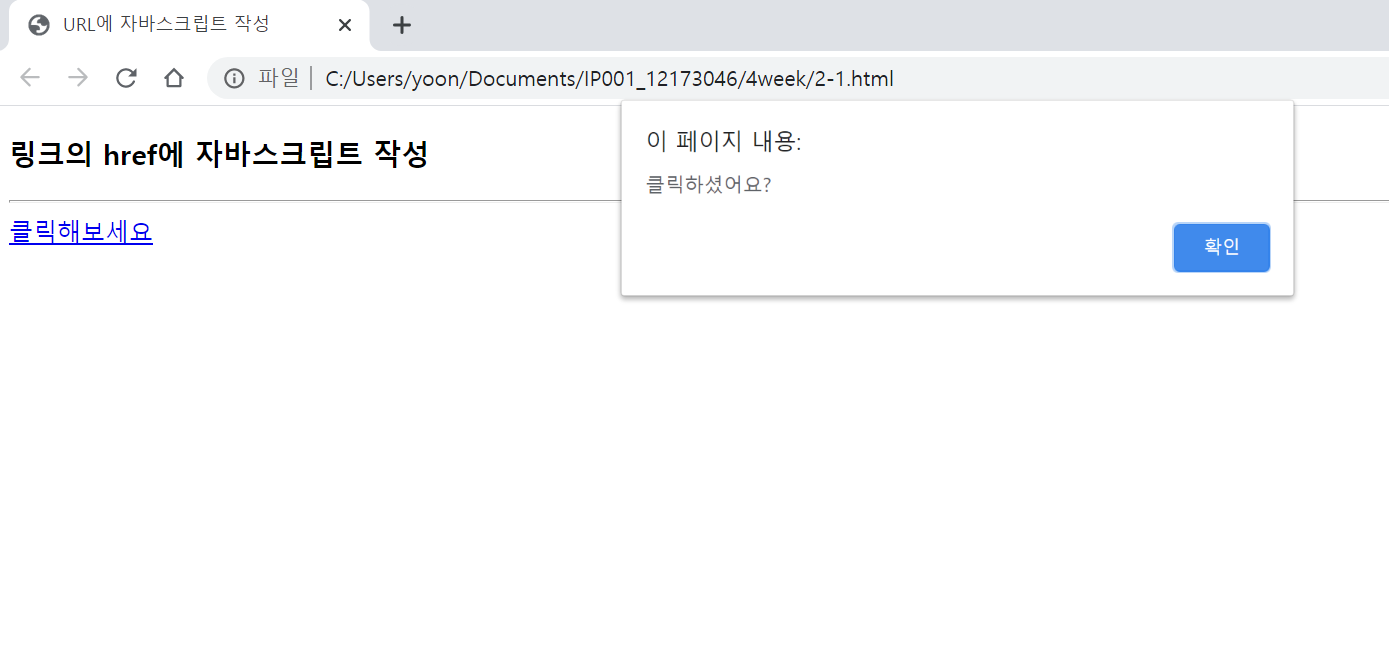 URL에 자바스크립트 작성
파일 | C:/Users/yoon/Documents/IP001_12173046/4week/2-1.html
이 페이지 내용:
클릭하셨어요?
확인
링크의 href에 자바스크립트 작성
클릭해보세요